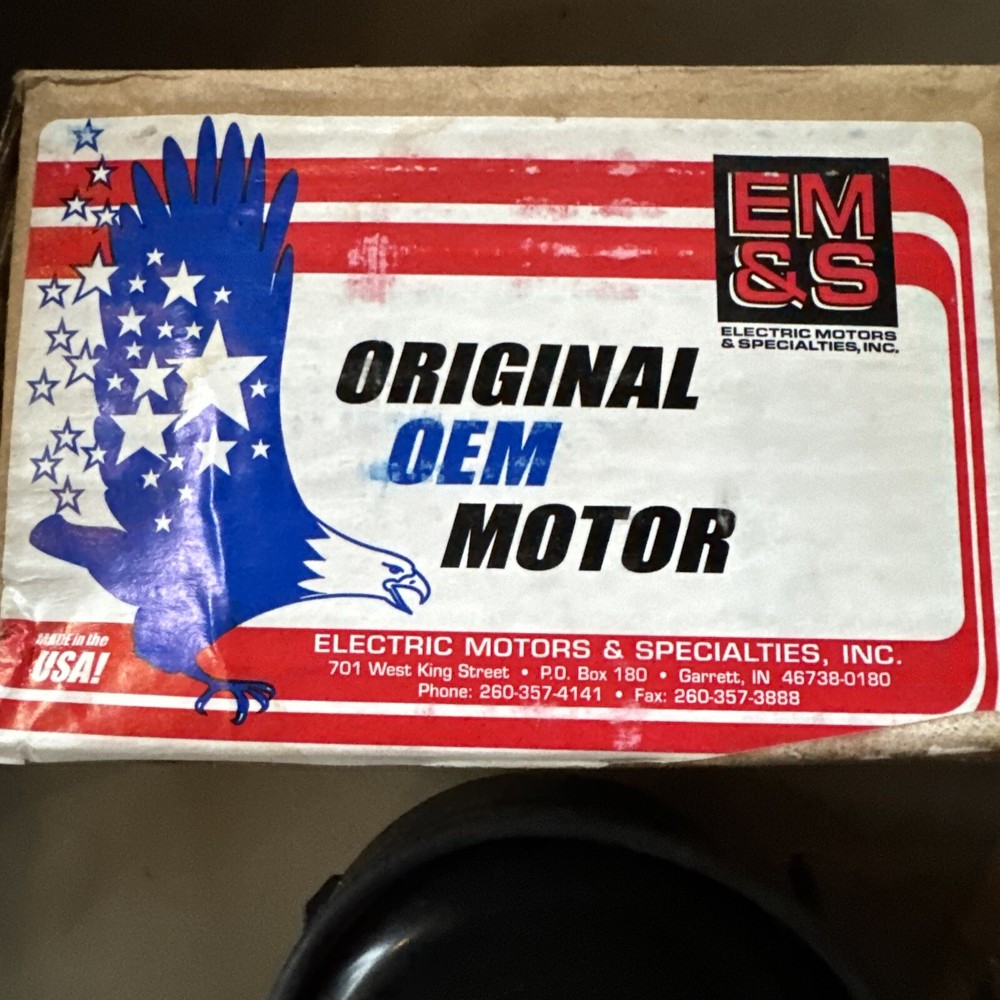 EM
&S
ELECTRIC MOTORS
& SPECIALTIES, INC.
ORIGINAL
OEM
MOTOR
MADE in the
USA!
ELECTRIC MOTORS & SPECIALTIES, INC.
701 West King Street • P.O. Box 180 • Garrett, IN 46738-0180
Phone: 260-357-4141 • Fax: 260-357-3888